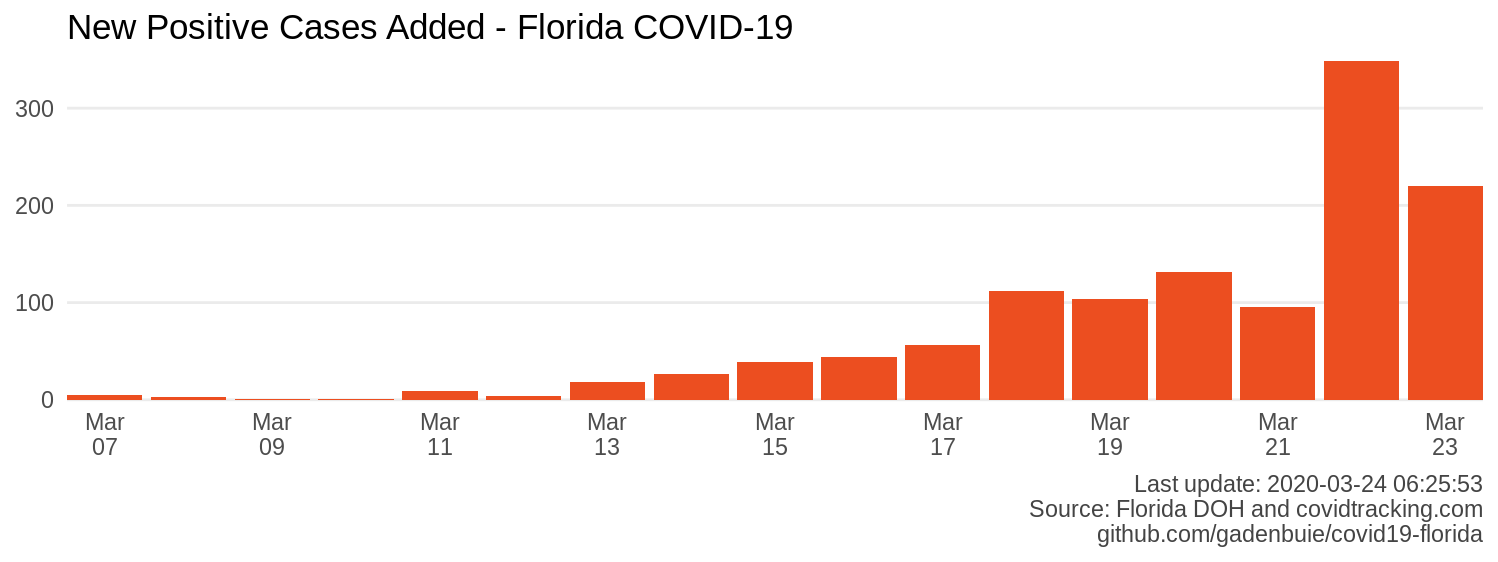 New Positive Cases Added - Florida COVID-19
300
200
100
0
Mar Mar Mar Mar Mar Mar Mar Mar Mar
07 09 11 13 15 17 19 21 23
Last update: 2020-03-24 06:25:53
Source: Florida DOH and covidtracking.com
github.com/gadenbuie/covid19-florida